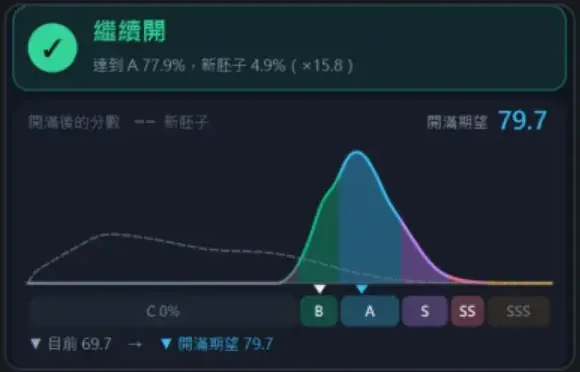 ✓ 繼續開
達到 A 77.9%，新胚子 4.9%（×15.8）
開滿後的分數 -- 新胚子 開滿期望 79.7
C 0% B A S SS SSS
▼ 目前 69.7 → ▼ 開滿期望 79.7